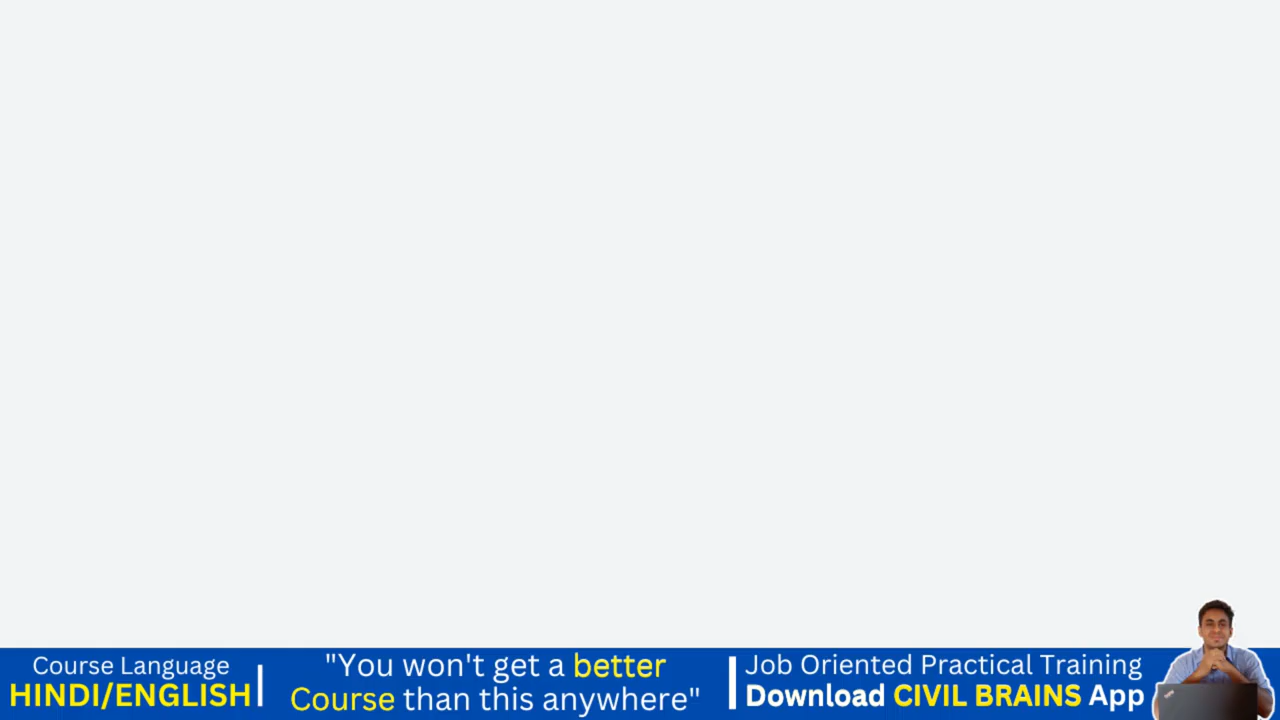 Course Language
HINDI/ENGLISH
"You won't get a better
Course than this anywhere"
Job Oriented Practical Training
Download CIVIL BRAINS App